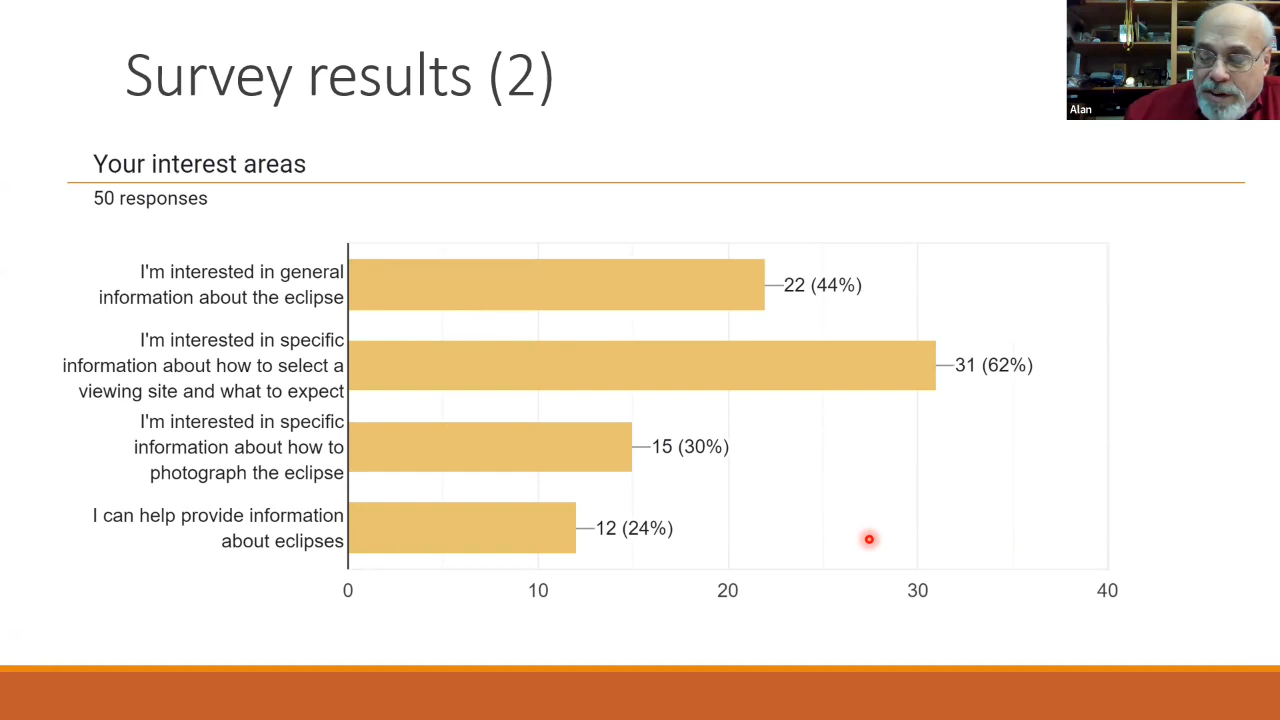 Survey results (2)
Alan
Your interest areas
50 responses
I'm interested in general
information about the eclipse
22 (44%)
I'm interested in specific
information about how to select a
viewing site and what to expect
31 (62%)
I'm interested in specific
information about how to
photograph the eclipse
15 (30%)
I can help provide information
about eclipses
12 (24%)
0 10 20 30 40